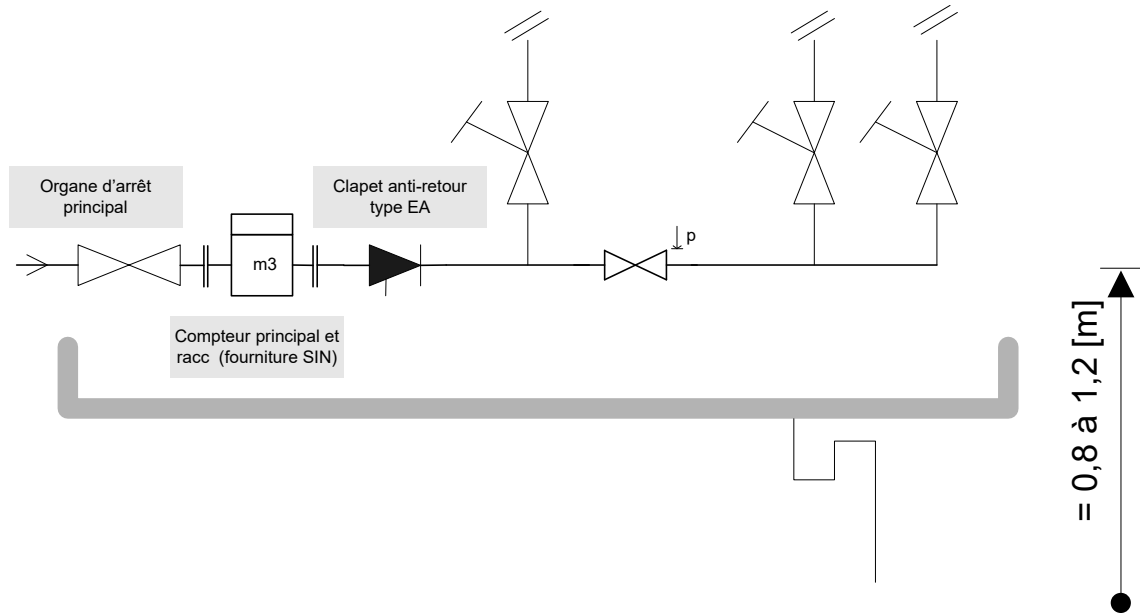 Organe d'arrêt
principal
Clapet anti-retour
type EA
p
m3
Compteur principal et
racc (fourniture SIN)
= 0,8 à 1,2 [m]